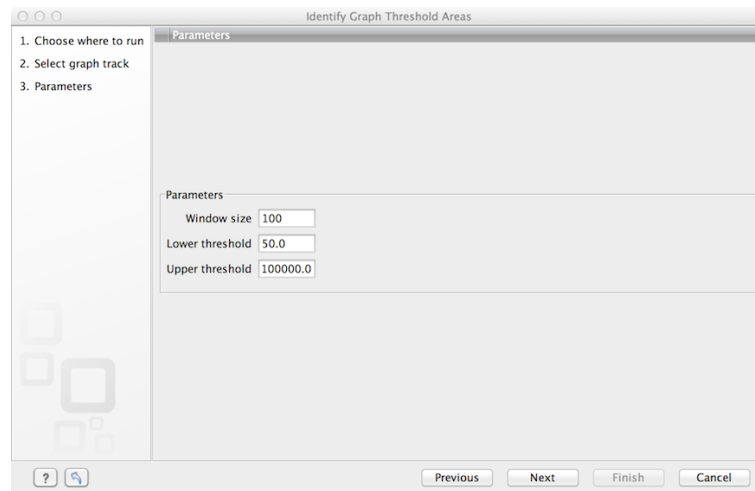 Identify Graph Threshold Areas
1. Choose where to run
2. Select graph track
3. Parameters
Parameters
Parameters
Window size 100
Lower threshold 50.0
Upper threshold 100000.0
?
Previous Next Finish Cancel